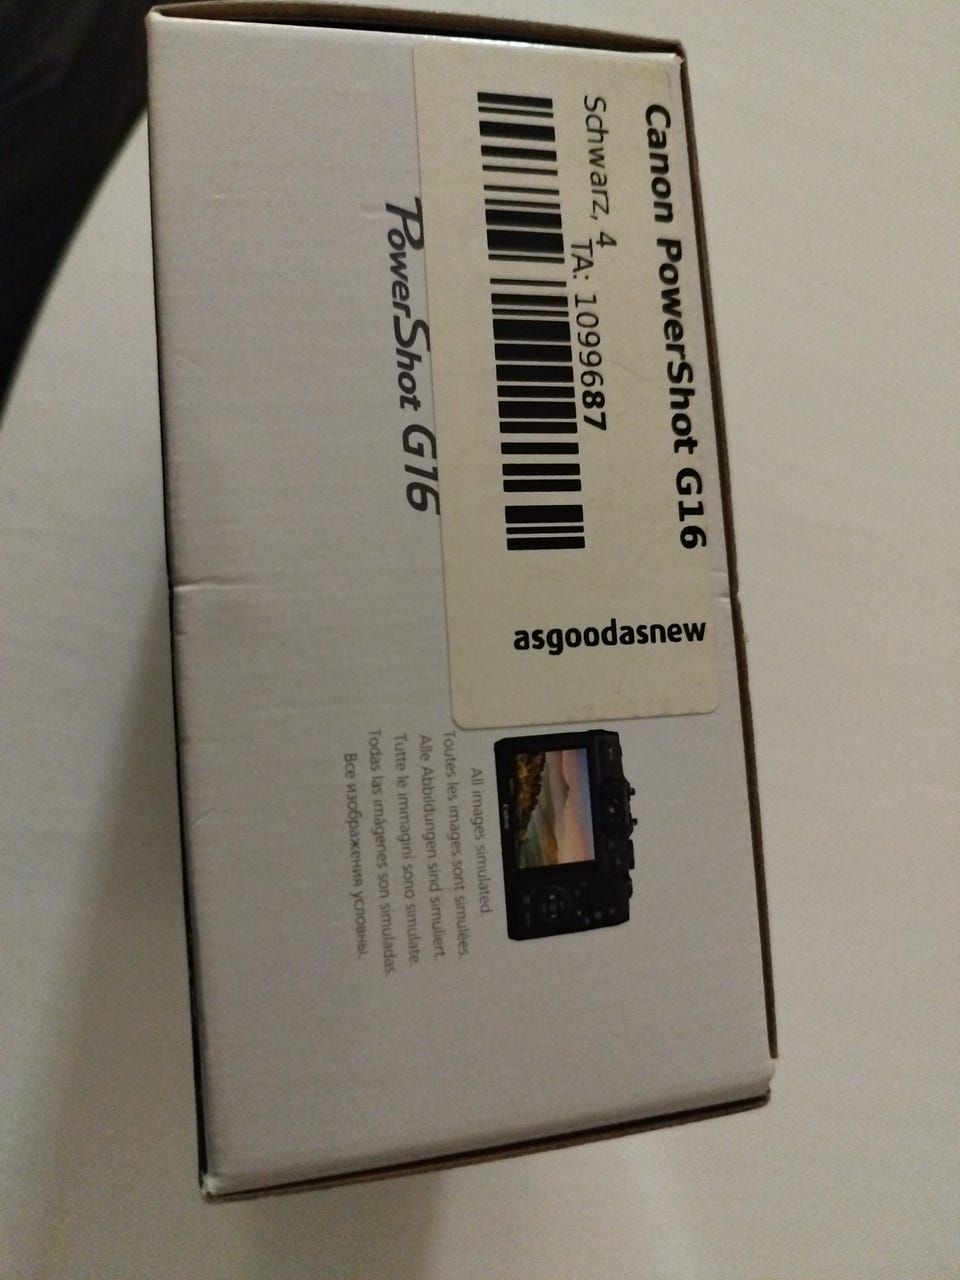 Canon PowerShot G16
Schwarz, 4
TA: 1099687
asgoodasnew
PowerShot G16
All images simulated.
Toutes les images sont simulées.
Alle Abbildungen sind simuliert.
Tutte le immagini sono simulate.
Todas las imágenes son simuladas.
Все изображения условны.
Canon